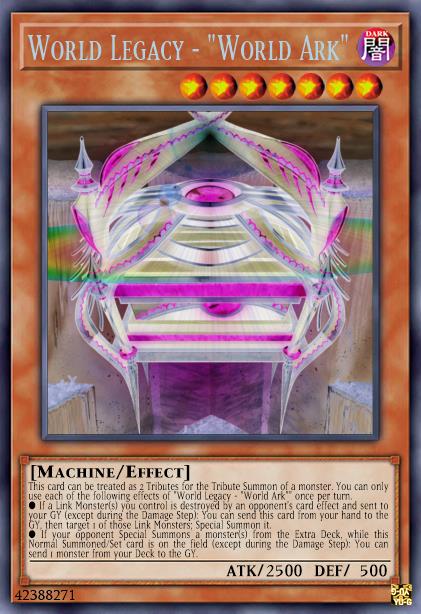 World Legacy - "World Ark"
DARK
闇
[Machine/Effect]
This card can be treated as 2 Tributes for the Tribute Summon of a monster. You can only
use each of the following effects of "World Legacy - "World Ark"" once per turn.
● If a Link Monster(s) you control is destroyed by an opponent's card effect and sent to
your GY (except during the Damage Step): You can send this card from your hand to the
GY, then target 1 of those Link Monsters; Special Summon it.
● If your opponent Special Summons a monster(s) from the Extra Deck, while this
Normal Summoned/Set card is on the field (except during the Damage Step): You can
send 1 monster from your Deck to the GY.
ATK/2500 DEF/ 500
42388271